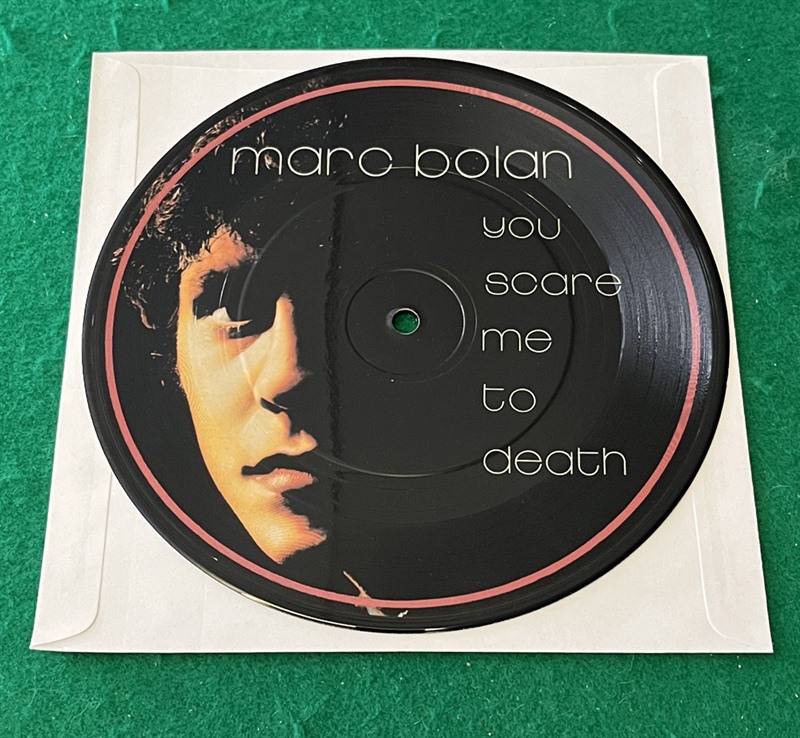 marc bolan
you
scare
me
to
death